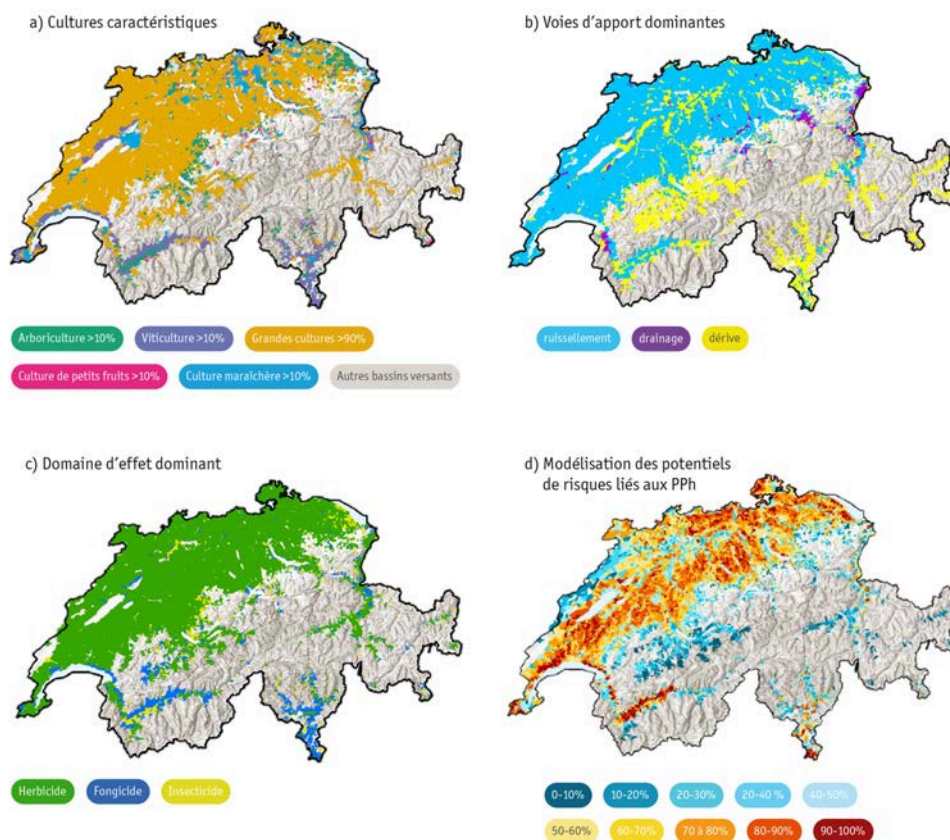 a) Cultures caractéristiques
b) Voies d'apport dominantes
Arboriculture >10%
Viticulture >10%
Grandes cultures >90%
Culture de petits fruits >10%
Culture maraîchère >10%
Autres bassins versants
ruissellement
drainage
dérive
c) Domaine d'effet dominant
d) Modélisation des potentiels
de risques liés aux PPh
Herbicide
Fongicide
Insecticide
0-10%
10-20%
20-30%
20-40 %
40-50%
50-60%
60-70%
70 à 80%
80-90%
90-100%